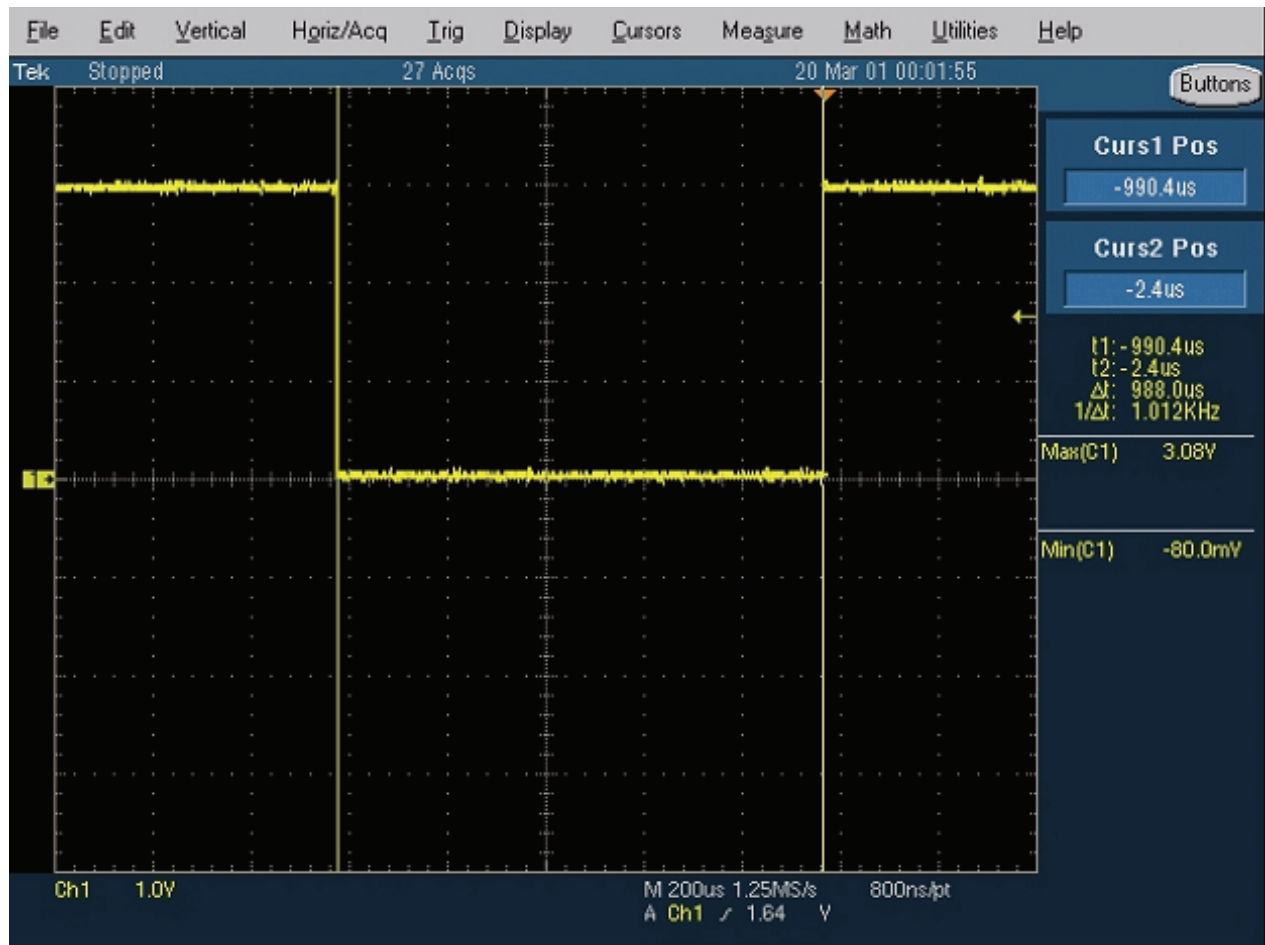 File Edit Vertical Horiz/Acq Trig Display Cursors Measure Math Utilities Help
Tek Stopped 27 Acqs 20 Mar 01 00:01:55
Buttons
Curs1 Pos
-990.4us
Curs2 Pos
-2.4us
t1: -990.4us
t2: -2.4us
Δt: 988.0us
1/Δt: 1.012KHz
Max(C1) 3.08V
1
Min(C1) -80.0mV
Ch1 1.0V M 200us 1.25MS/s 800ns/pt
A Ch1 / 1.64 V